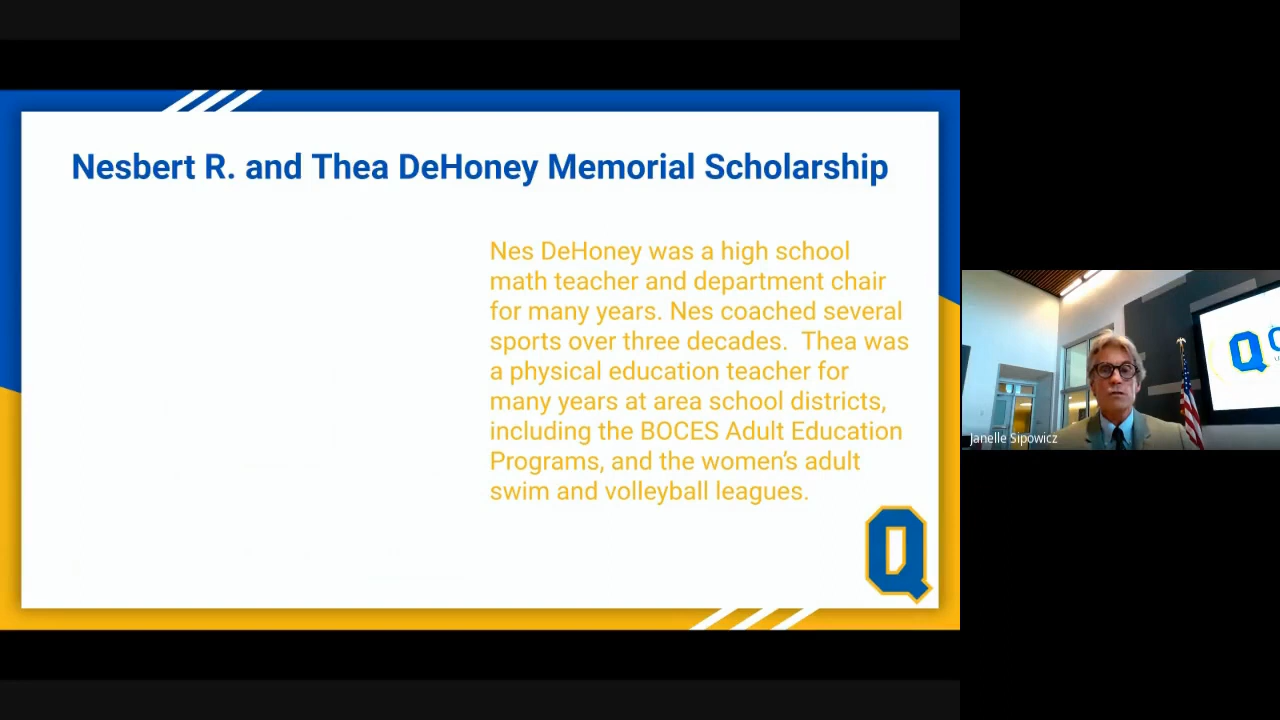 Nesbert R. and Thea DeHoney Memorial Scholarship
Nes DeHoney was a high school
math teacher and department chair
for many years. Nes coached several
sports over three decades.  Thea was
a physical education teacher for
many years at area school districts,
including the BOCES Adult Education
Programs, and the women's adult
swim and volleyball leagues.
Q
Q
Janelle Sipowicz